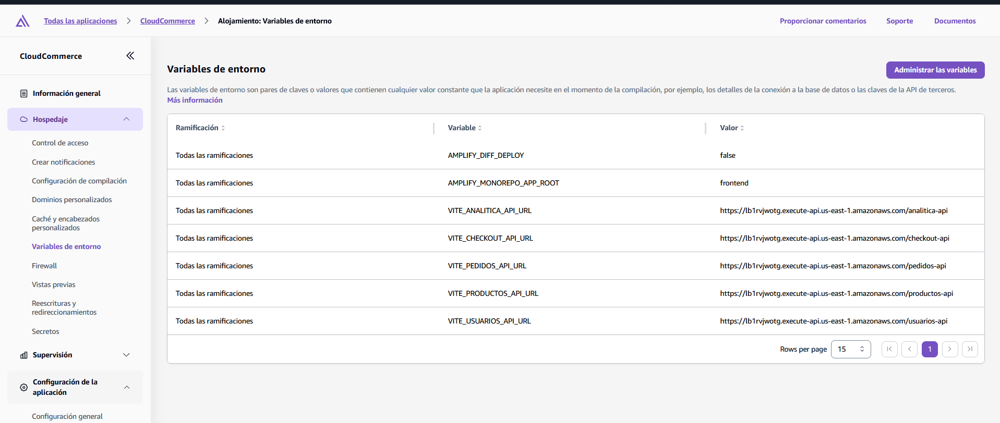 Todas las aplicaciones
CloudCommerce
Alojamiento: Variables de entorno
Proporcionar comentarios
Soporte
Documentos
CloudCommerce
Información general
Hospedaje
Control de acceso
Crear notificaciones
Configuración de compilación
Dominios personalizados
Caché y encabezados
personalizados
Variables de entorno
Firewall
Vistas previas
Reescrituras y
redireccionamientos
Secretos
Supervisión
Configuración de la
aplicación
Configuración general
Variables de entorno
Administrar las variables
Las variables de entorno son pares de claves o valores que contienen cualquier valor constante que la aplicación necesite en el momento de la compilación, por ejemplo, los detalles de la conexión a la base de datos o las claves de la API de terceros.
Más información
Ramificación Variable Valor
Todas las ramificaciones AMPLIFY_DIFF_DEPLOY false
Todas las ramificaciones AMPLIFY_MONOREPO_APP_ROOT frontend
Todas las ramificaciones VITE_ANALITICA_API_URL https://lb1rvjwotg.execute-api.us-east-1.amazonaws.com/analitica-api
Todas las ramificaciones VITE_CHECKOUT_API_URL https://lb1rvjwotg.execute-api.us-east-1.amazonaws.com/checkout-api
Todas las ramificaciones VITE_PEDIDOS_API_URL https://lb1rvjwotg.execute-api.us-east-1.amazonaws.com/pedidos-api
Todas las ramificaciones VITE_PRODUCTOS_API_URL https://lb1rvjwotg.execute-api.us-east-1.amazonaws.com/productos-api
Todas las ramificaciones VITE_USUARIOS_API_URL https://lb1rvjwotg.execute-api.us-east-1.amazonaws.com/usuarios-api
Rows per page 15 1